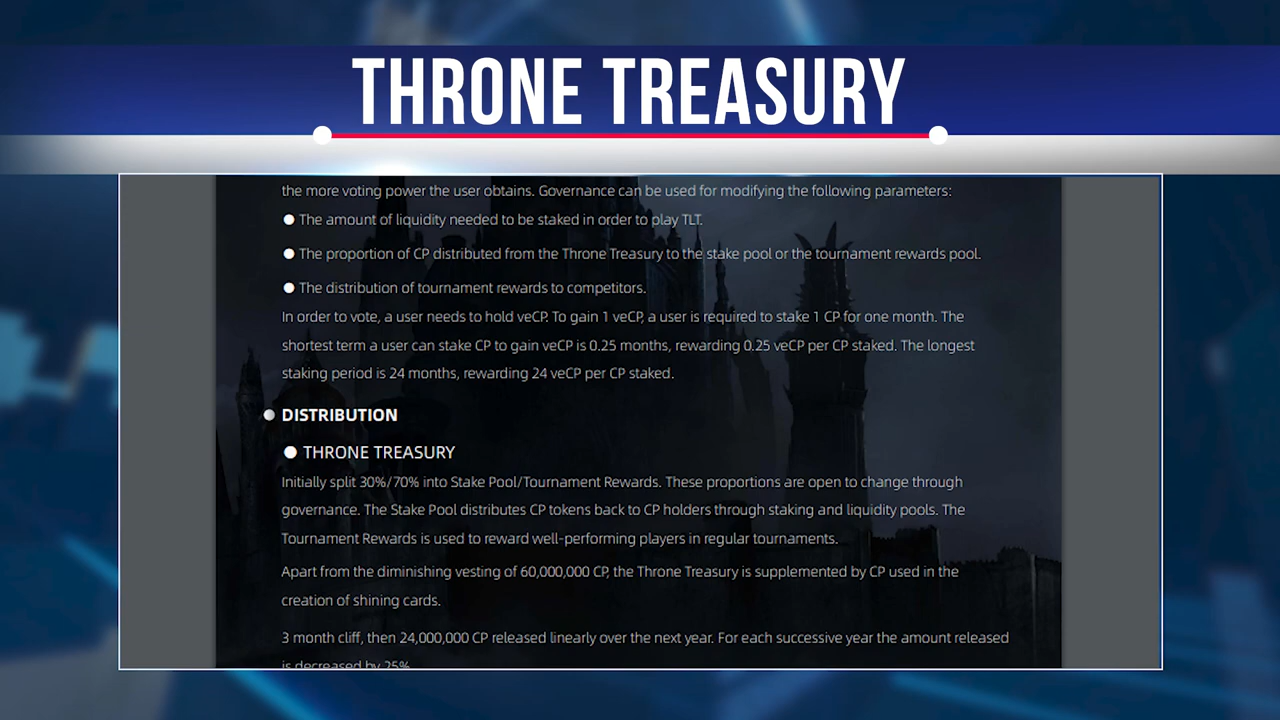 THRONE TREASURY
the more voting power the user obtains. Governance can be used for modifying the following parameters:
● The amount of liquidity needed to be staked in order to play TLT.
● The proportion of CP distributed from the Throne Treasury to the stake pool or the tournament rewards pool.
● The distribution of tournament rewards to competitors.
In order to vote, a user needs to hold veCP. To gain 1 veCP, a user is required to stake 1 CP for one month. The
shortest term a user can stake CP to gain veCP is 0.25 months, rewarding 0.25 veCP per CP staked. The longest
staking period is 24 months, rewarding 24 veCP per CP staked.
● DISTRIBUTION
● THRONE TREASURY
Initially split 30%/70% into Stake Pool/Tournament Rewards. These proportions are open to change through
governance. The Stake Pool distributes CP tokens back to CP holders through staking and liquidity pools. The
Tournament Rewards is used to reward well-performing players in regular tournaments.
Apart from the diminishing vesting of 60,000,000 CP, the Throne Treasury is supplemented by CP used in the
creation of shining cards.
3 month cliff, then 24,000,000 CP released linearly over the next year. For each successive year the amount released
is decreased by 25%.